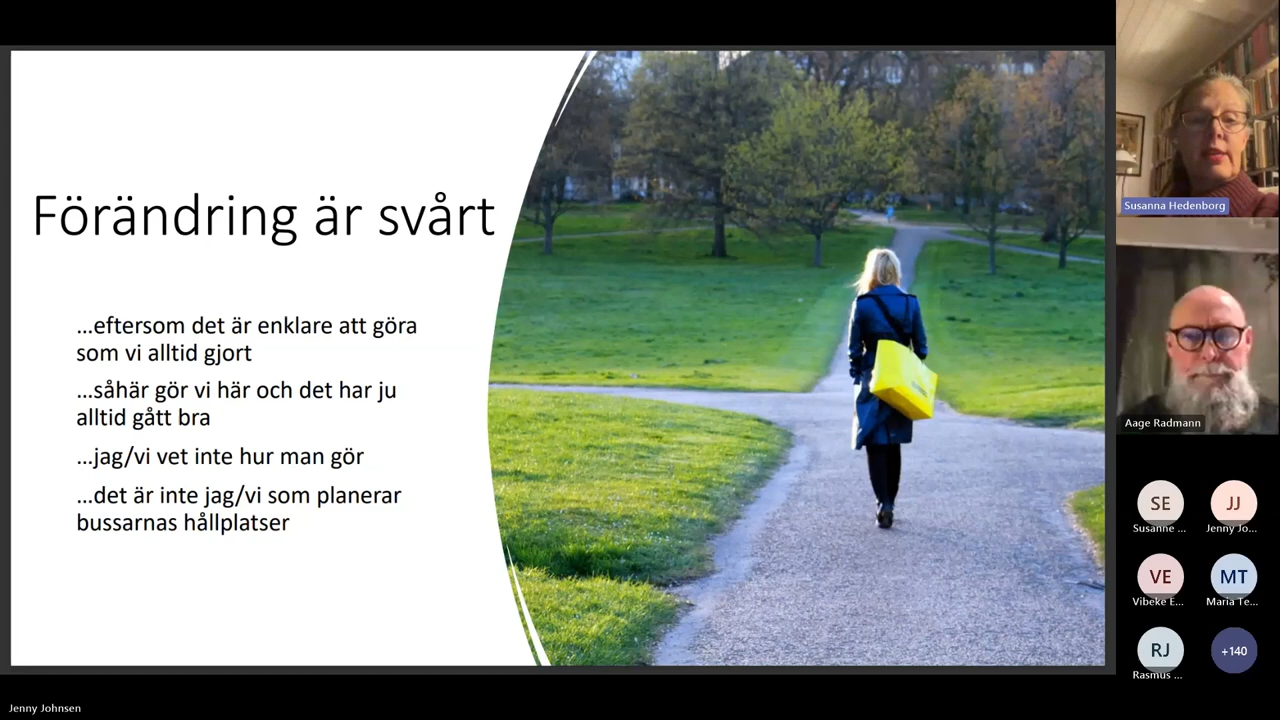 Förändring är svårt
...eftersom det är enklare att göra
som vi alltid gjort
...såhär gör vi här och det har ju
alltid gått bra
...jag/vi vet inte hur man gör
...det är inte jag/vi som planerar
bussarnas hållplatser
Susanna Hedenborg
Aage Radmann
SE
Susanne ...
JJ
Jenny Jo...
VE
Vibeke E...
MT
Maria Te...
RJ
Rasmus ...
+140
Jenny Johnsen